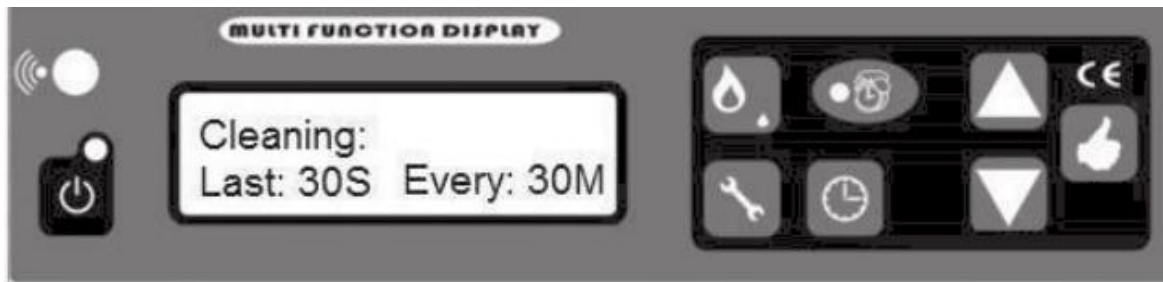 MULTI FUNCTION DISPLAY
Cleaning:
Last: 30S Every: 30M
CE